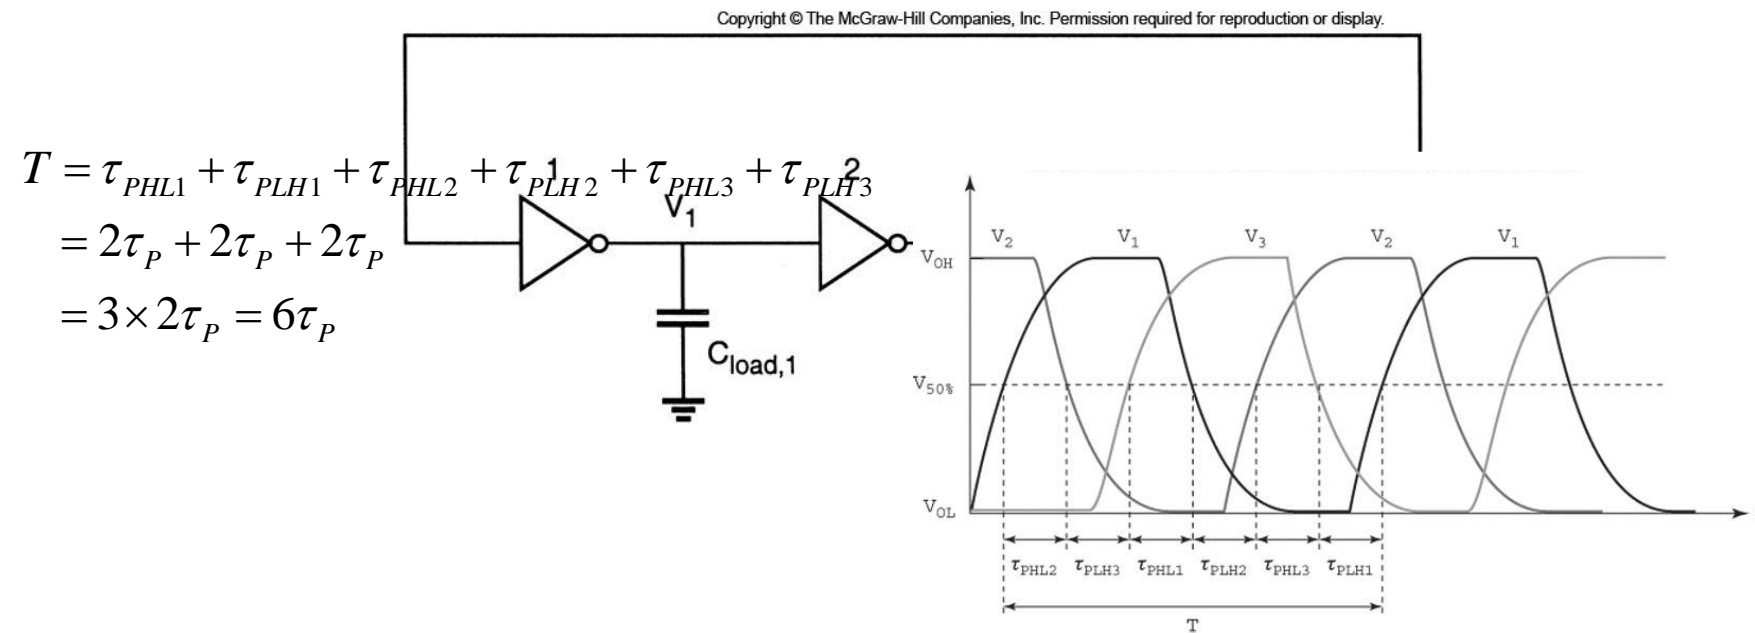 Copyright © The McGraw-Hill Companies, Inc. Permission required for reproduction or display.
T = τPHL1 + τPLH1 + τPHL2 + τPLH2 + τPHL3 + τPLH3
= 2τP + 2τP + 2τP
= 3 × 2τP = 6τP
1
2
V1
Cload,1
V2 V1 V3 V2 V1
VOH
V50%
VOL
τPHL2 τPLH3 τPHL1 τPLH2 τPHL3 τPLH1
T